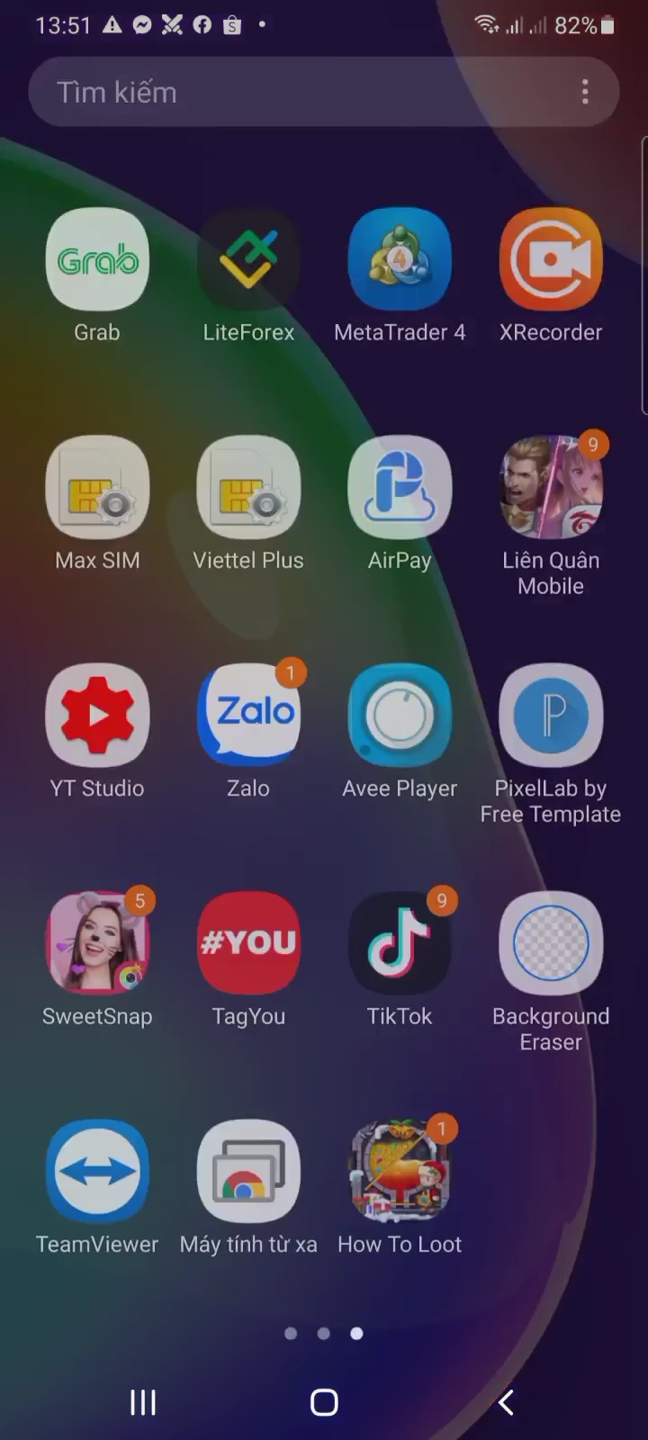 13:51
82%
Tìm kiếm
Grab
4
Grab
LiteForex
MetaTrader 4
XRecorder
9
Max SIM
Viettel Plus
AirPay
Liên Quân
Mobile
1
Zalo
YT Studio
Zalo
Avee Player
PixelLab by
Free Template
5
#YOU
9
SweetSnap
TagYou
TikTok
Background
Eraser
1
TeamViewer
Máy tính từ xa
How To Loot